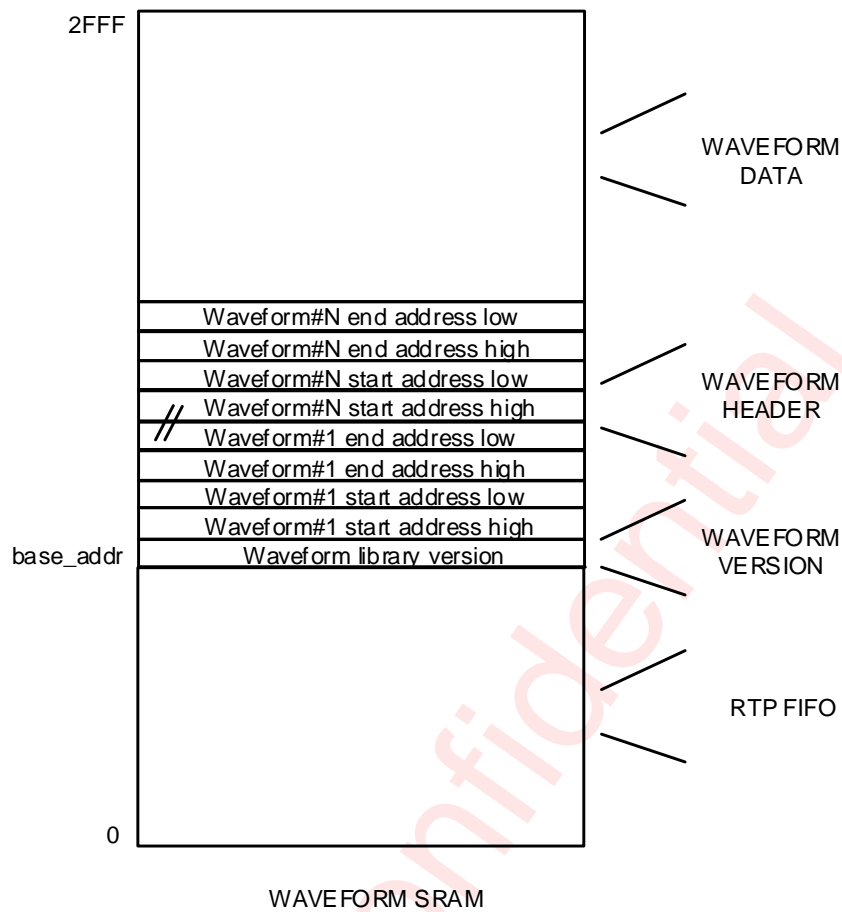 2FFF
WAVEFORM
DATA
Waveform#N end address low
Waveform#N end address high
Waveform#N start address low
Waveform#N start address high
WAVEFORM
HEADER
Waveform#1 end address low
Waveform#1 end address high
Waveform#1 start address low
Waveform#1 start address high
base_addr
Waveform library version
WAVEFORM
VERSION
RTP FIFO
0
WAVEFORM SRAM
onfidential